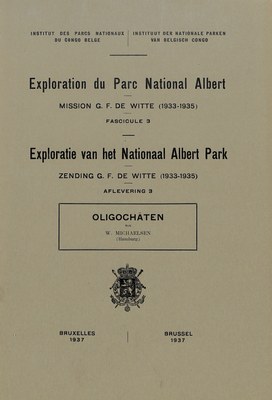 INSTITUT DES PARCS NATIONAUX
DU CONGO BELGE
INSTITUUT DER NATIONALE PARKEN
VAN BELGISCH CONGO
Exploration du Parc National Albert
MISSION G. F. DE WITTE (1933-1935)
FASCICULE 3
Exploratie van het Nationaal Albert Park
ZENDING G. F. DE WITTE (1933-1935)
AFLEVERING 3
OLIGOCHÄTEN
von
W. MICHAELSEN
(Hamburg)
BRUXELLES
1937
BRUSSEL
1937